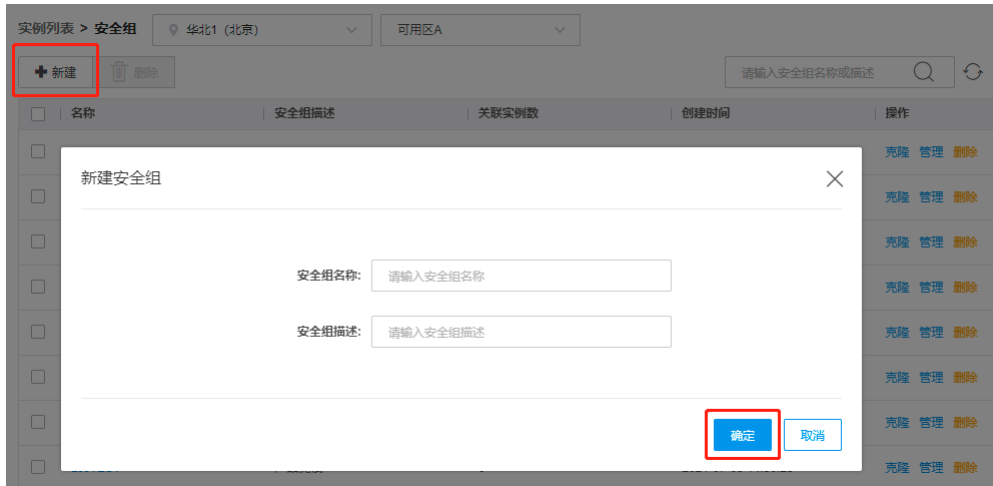 实例列表 > 安全组 华北1 (北京) 可用区A
新建 删除 请输入安全组名称或描述
名称 安全组描述 关联实例数 创建时间 操作
克隆 管理 删除
新建安全组
克隆 管理 删除
克隆 管理 删除
安全组名称: 请输入安全组名称
克隆 管理 删除
安全组描述: 请输入安全组描述
克隆 管理 删除
克隆 管理 删除
克隆 管理 删除
确定 取消
克隆 管理 删除